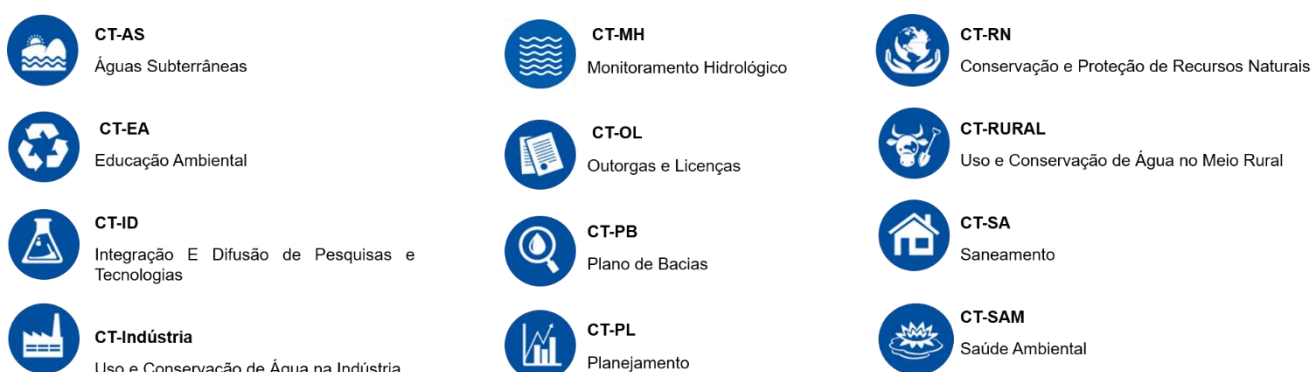 CT-AS
Águas Subterrâneas
CT-EA
Educação Ambiental
CT-ID
Integração E Difusão de Pesquisas e
Tecnologias
CT-Indústria
Uso e Conservação de Água na Indústria
CT-MH
Monitoramento Hidrológico
CT-OL
Outorgas e Licenças
CT-PB
Plano de Bacias
CT-PL
Planejamento
CT-RN
Conservação e Proteção de Recursos Naturais
CT-RURAL
Uso e Conservação de Água no Meio Rural
CT-SA
Saneamento
CT-SAM
Saúde Ambiental